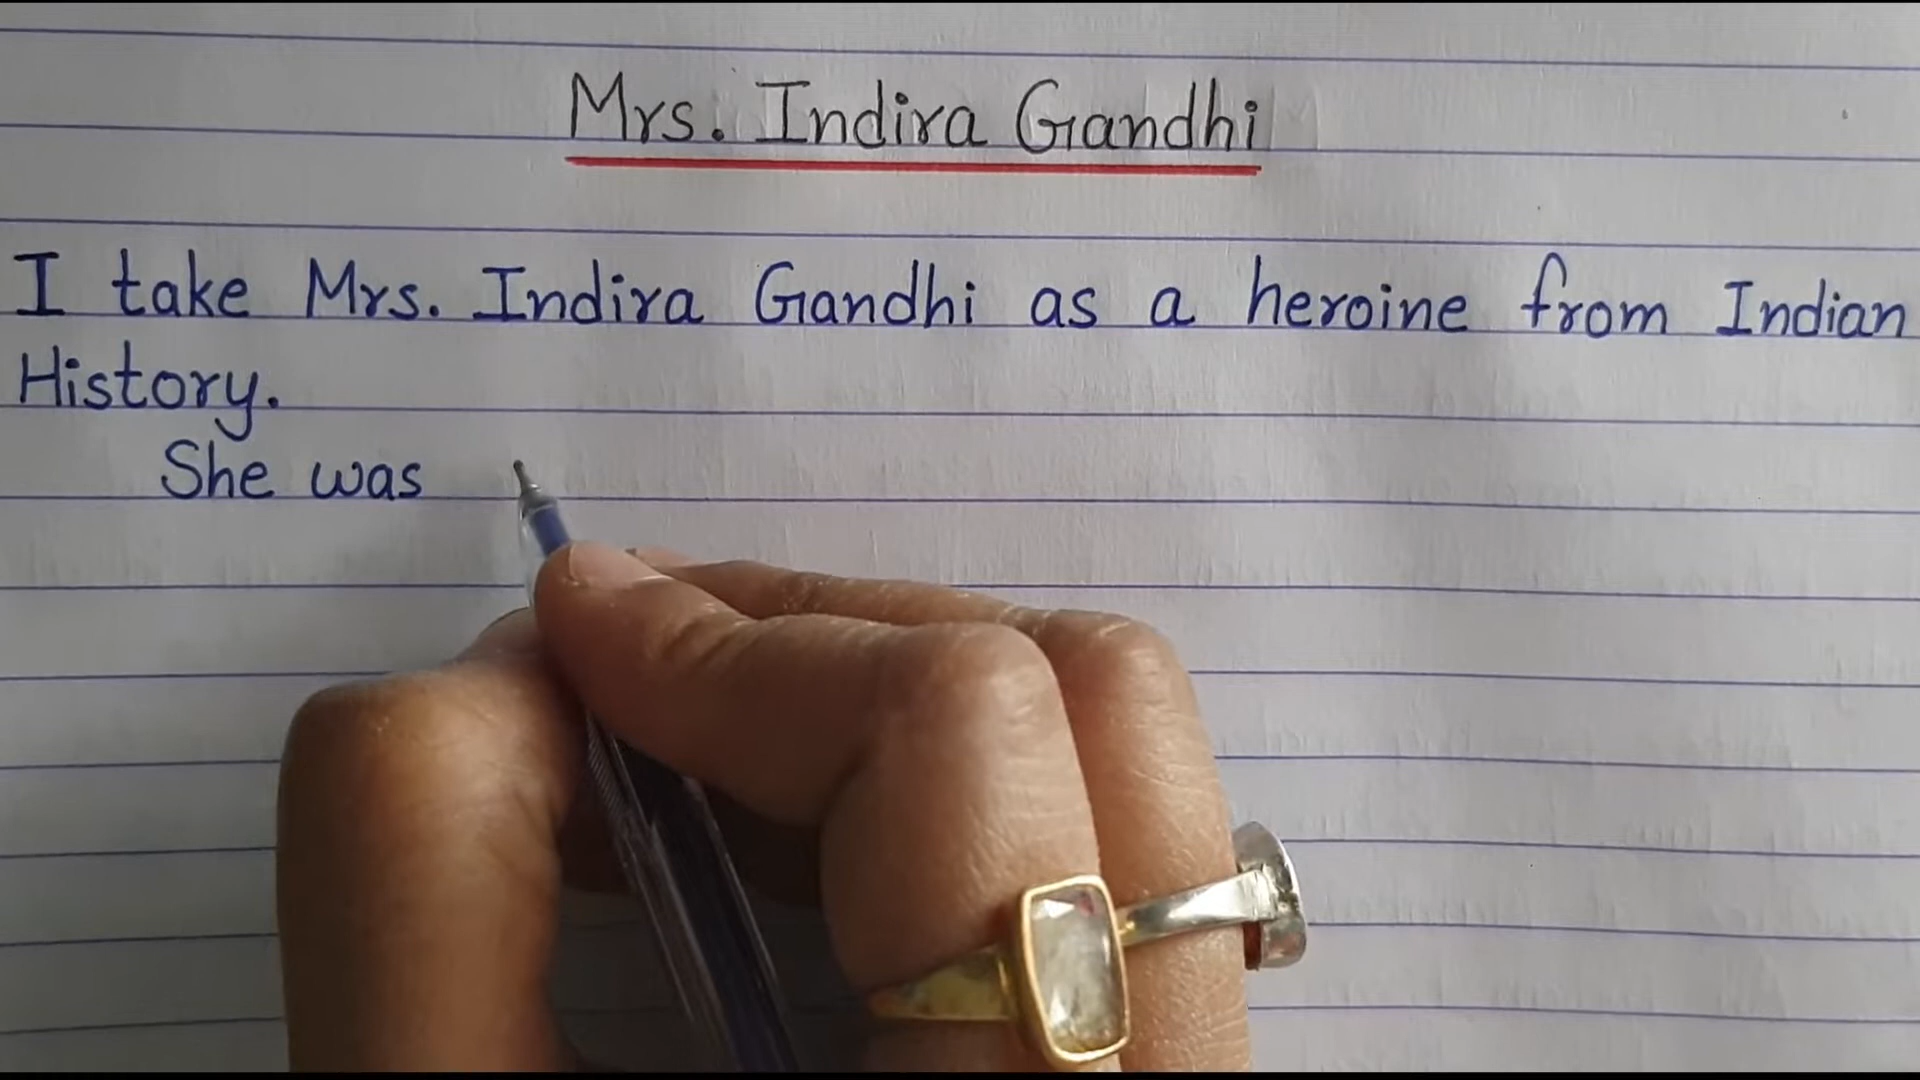 Mrs. Indira Gandhi
I take Mrs. Indira Gandhi as a heroine from Indian
History.
She was